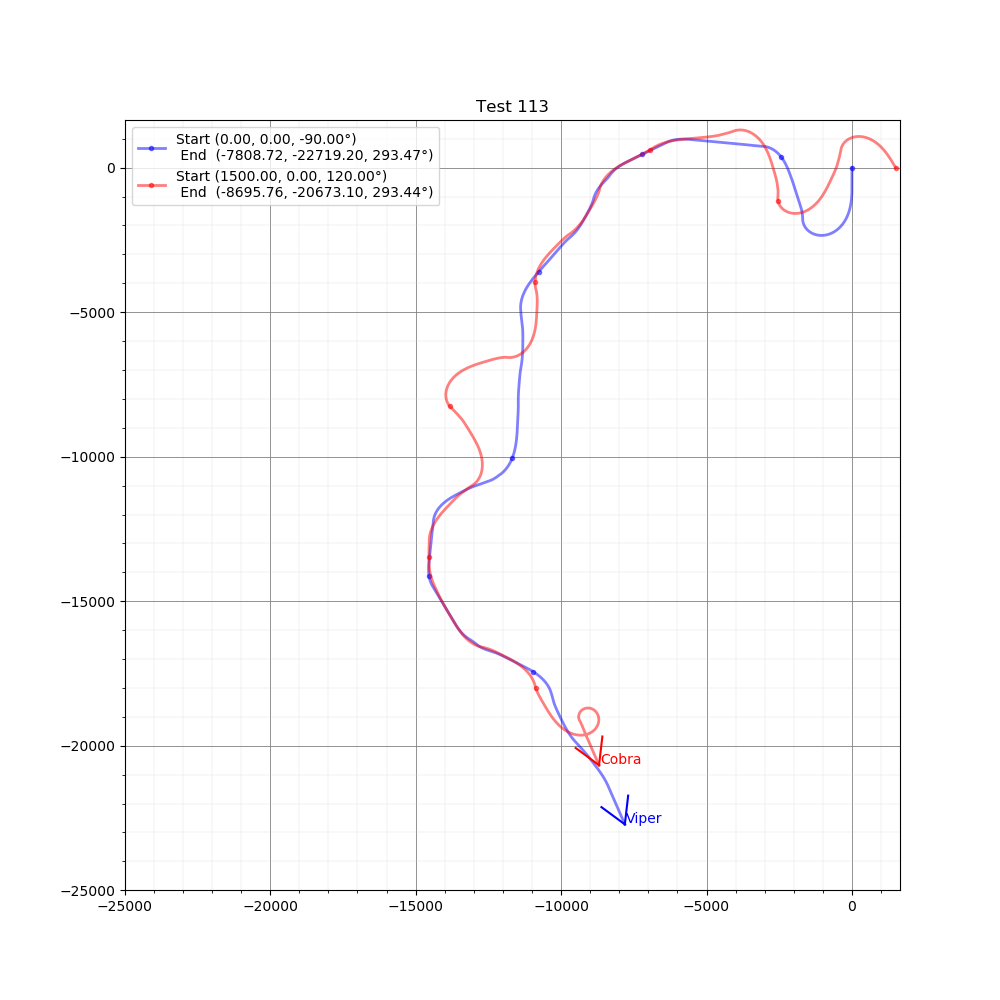 Test 113
Start (0.00, 0.00, -90.00°)
End  (-7808.72, -22719.20, 293.47°)
Start (1500.00, 0.00, 120.00°)
End  (-8695.76, -20673.10, 293.44°)
0
−5000
−10000
−15000
−20000
−25000
Cobra
Viper
−25000 −20000 −15000 −10000 −5000 0